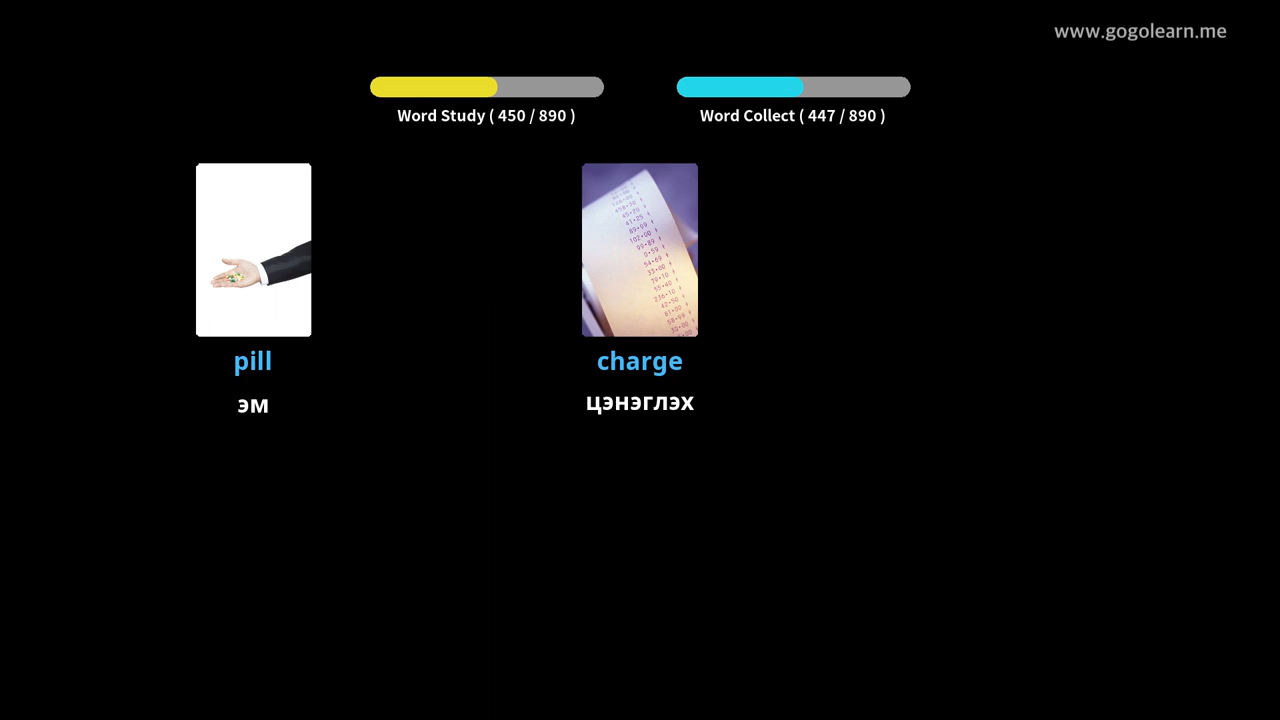 www.gogolearn.me
Word Study ( 450 / 890 )
Word Collect ( 447 / 890 )
pill
charge
эм
цэнэглэх